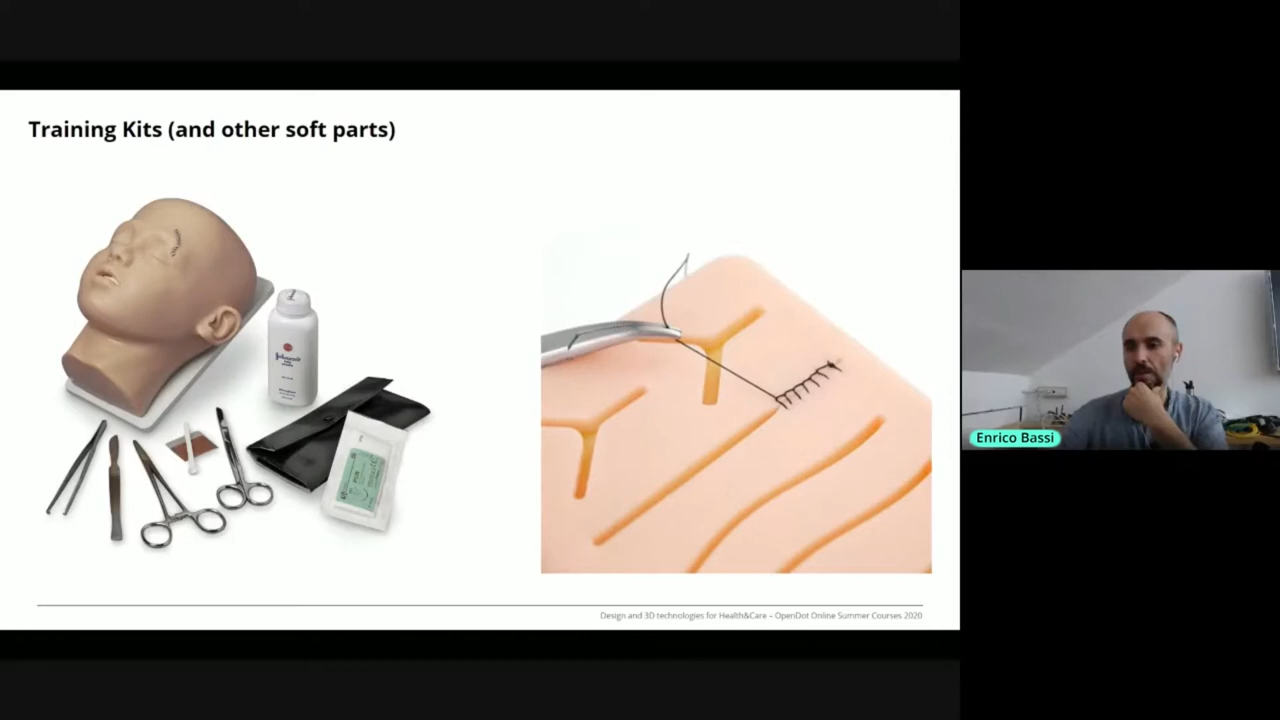 Training Kits (and other soft parts)
Johnson's
Design and 3D technologies for Health&Care – OpenDot Online Summer Courses 2020
Enrico Bassi